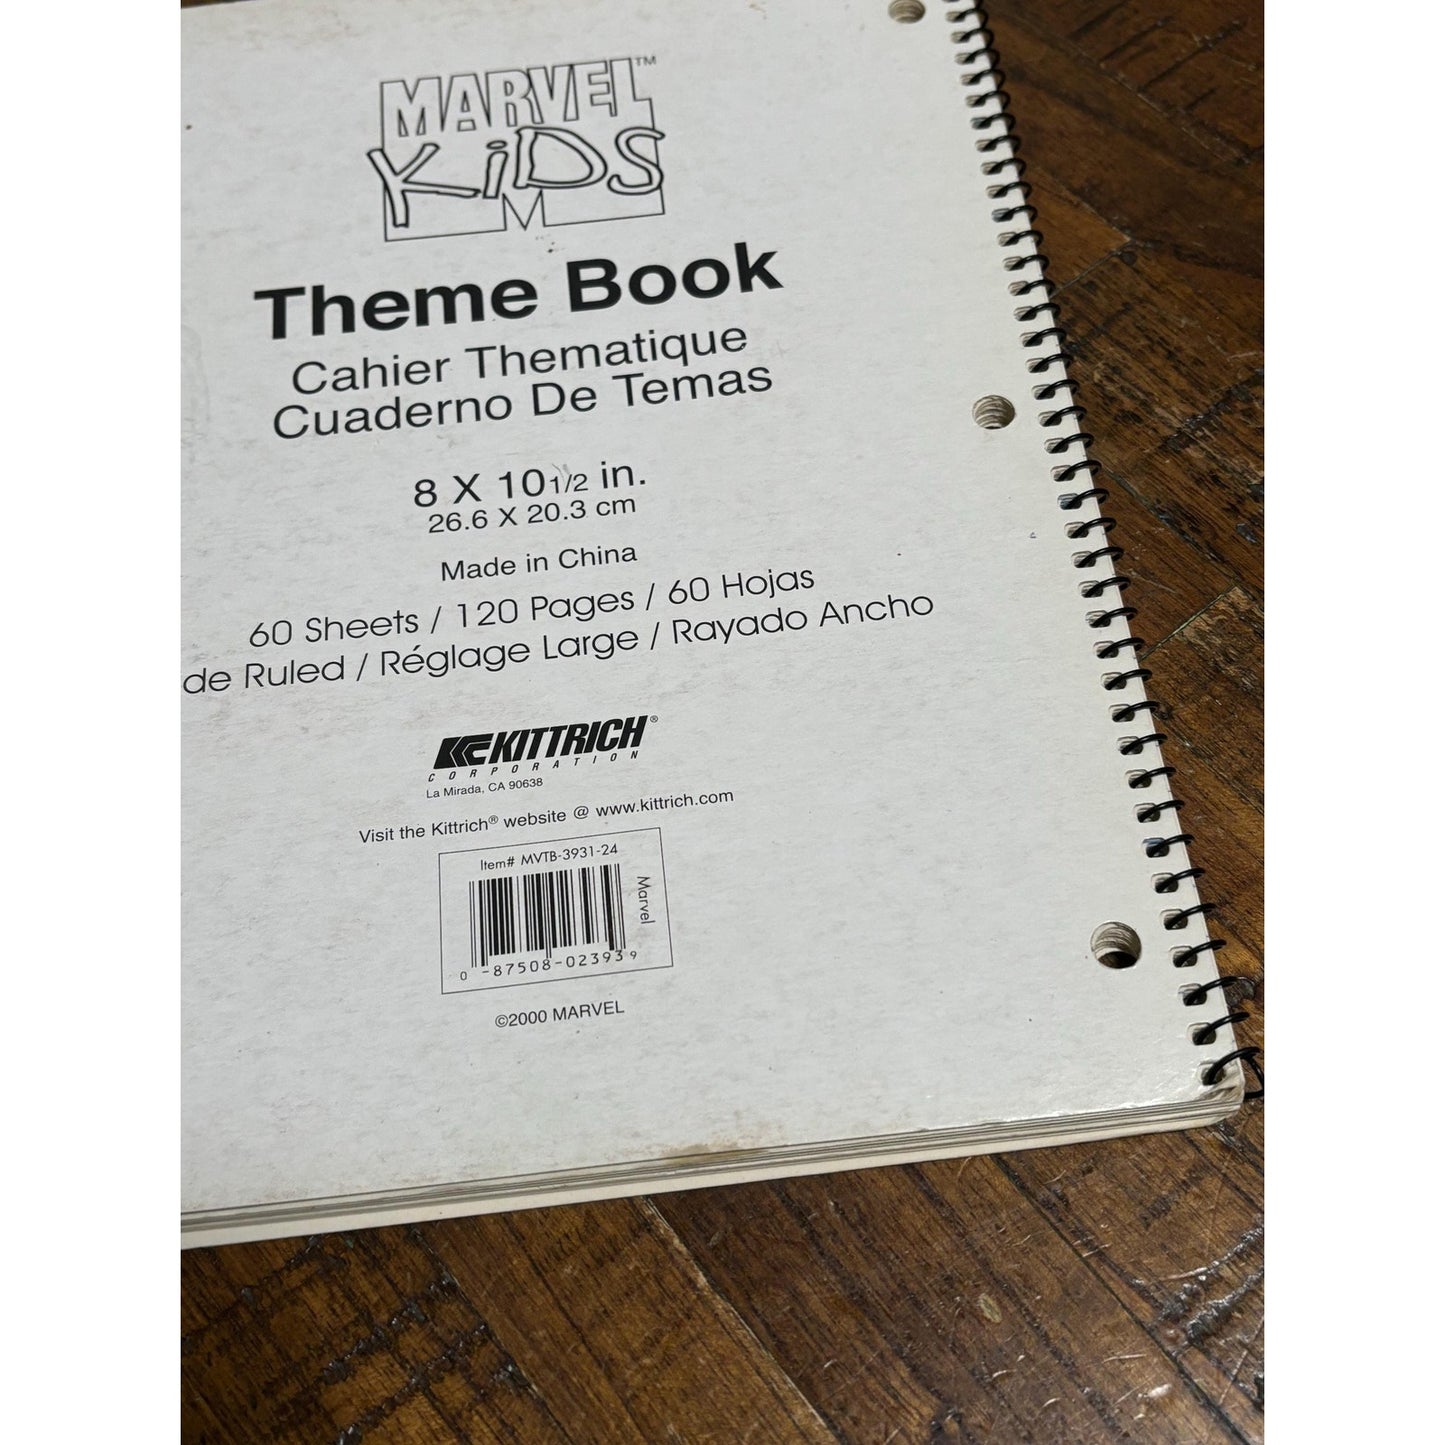 MARVEL™
KiDS
Theme Book
Cahier Thematique
Cuaderno De Temas
8 X 10 1/2 in.
26.6 X 20.3 cm
Made in China
60 Sheets / 120 Pages / 60 Hojas
de Ruled / Réglage Large / Rayado Ancho
KITTRICH®
CORPORATION
La Mirada, CA 90638
Visit the Kittrich® website @ www.kittrich.com
Item# MVTB-3931-24
Marvel
0 -87508-02393 9
©2000 MARVEL